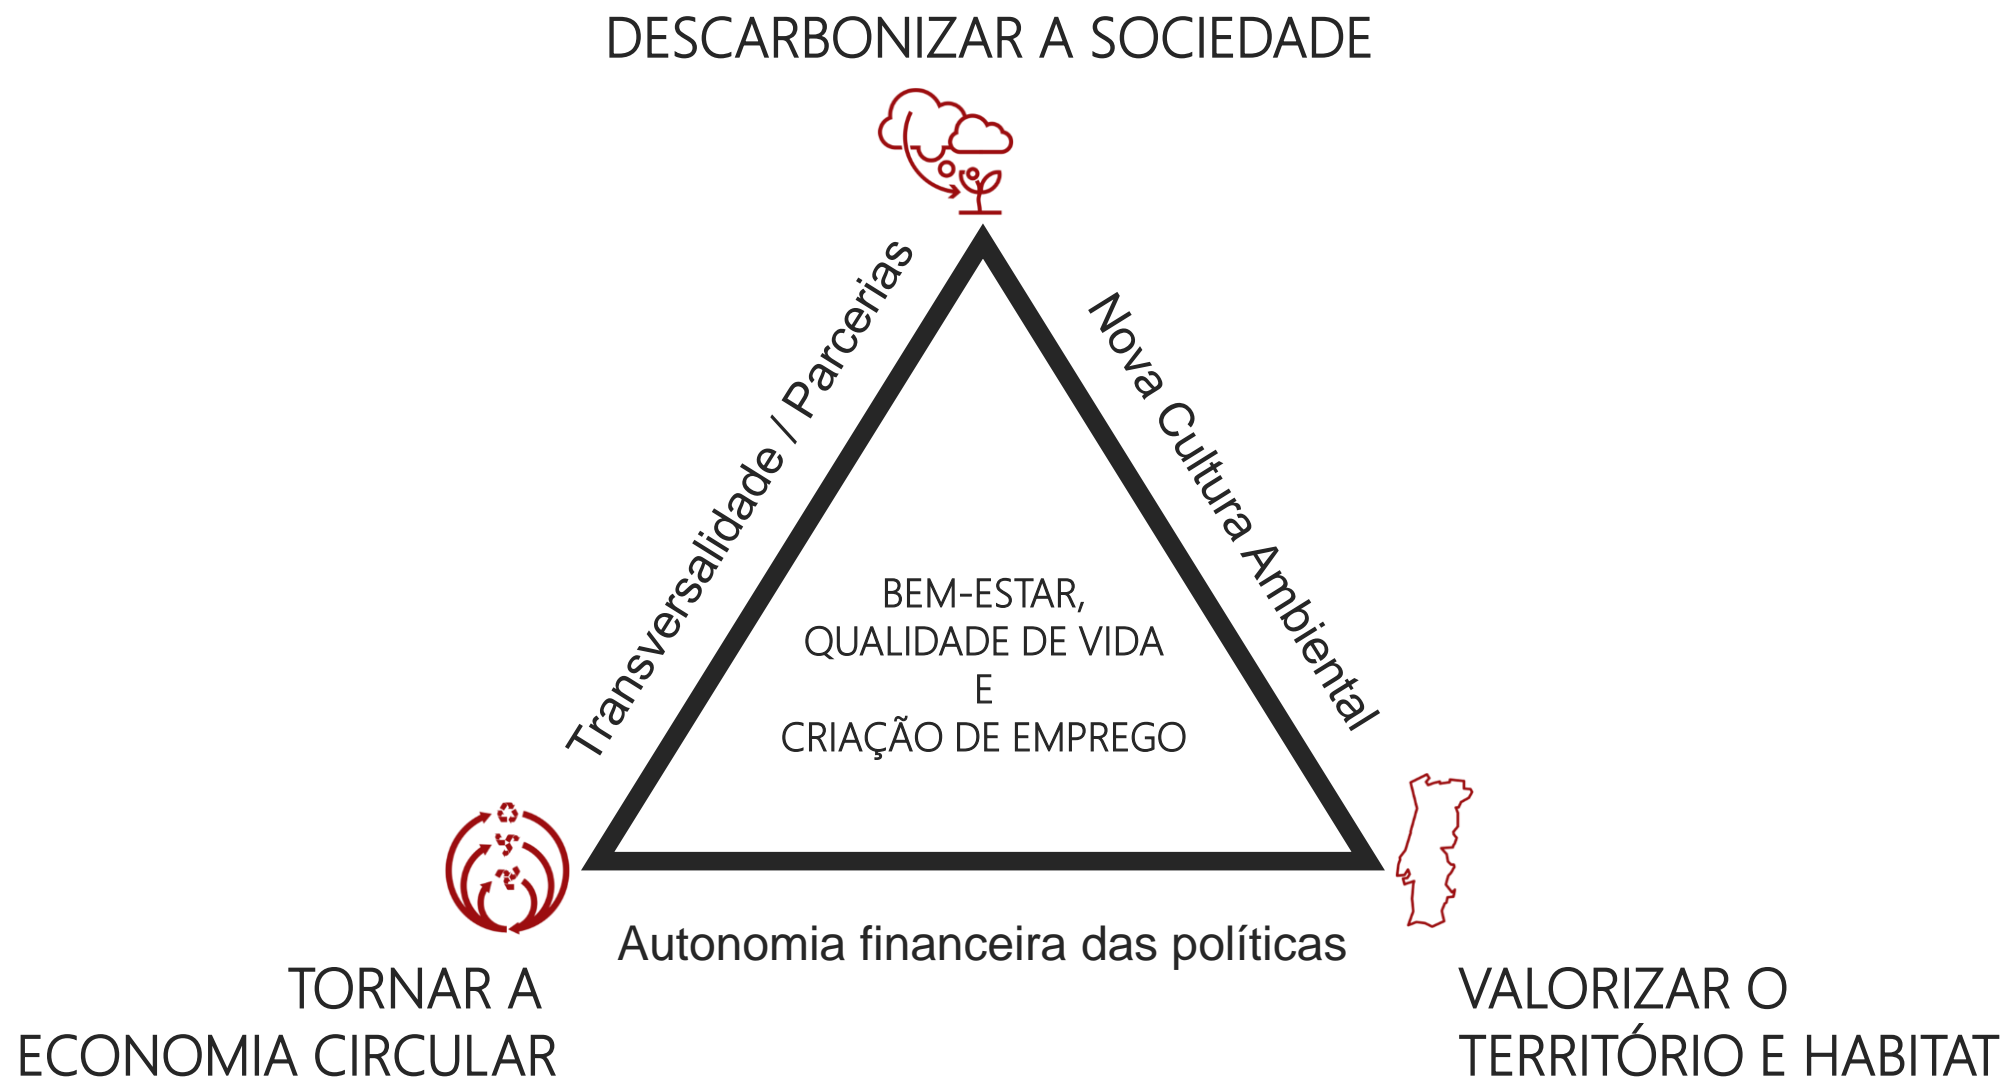 DESCARBONIZAR A SOCIEDADE
Transversalidade / Parcerias
Nova Cultura Ambiental
BEM-ESTAR,
QUALIDADE DE VIDA
E
CRIAÇÃO DE EMPREGO
Autonomia financeira das políticas
TORNAR A
ECONOMIA CIRCULAR
VALORIZAR O
TERRITÓRIO E HABITAT